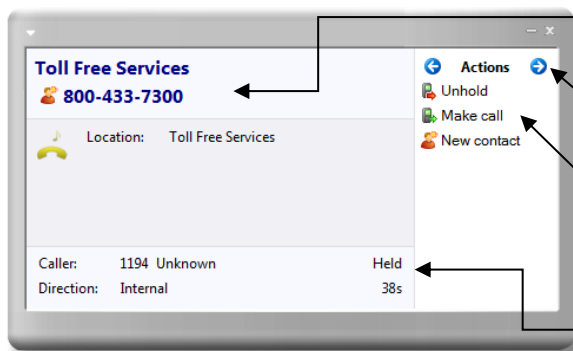 Toll Free Services
800-433-7300
Location: Toll Free Services
Caller: 1194 Unknown Held
Direction: Internal 38s
Actions
Unhold
Make call
New contact